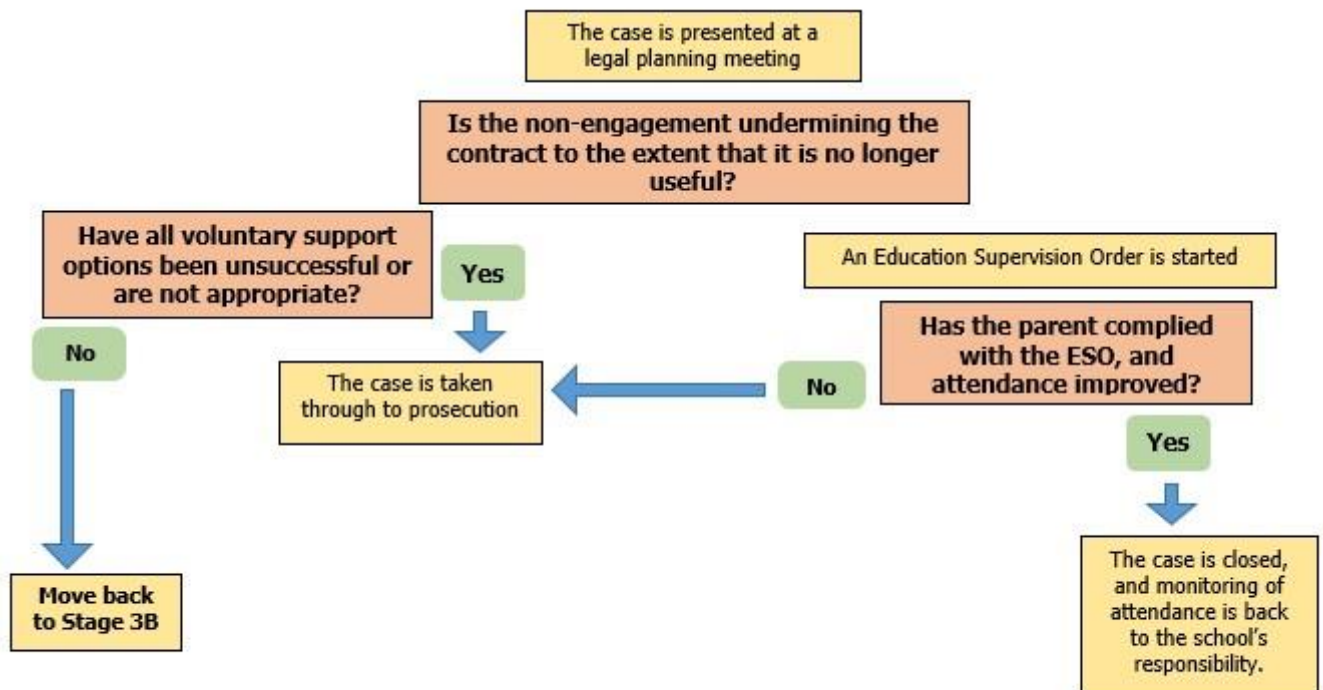 The case is presented at a
legal planning meeting
Is the non-engagement undermining the
contract to the extent that it is no longer
useful?
Have all voluntary support
options been unsuccessful or
are not appropriate?
Yes
An Education Supervision Order is started
Has the parent complied
with the ESO, and
attendance improved?
No
The case is taken
through to prosecution
No
Yes
Move back
to Stage 3B
The case is closed,
and monitoring of
attendance is back
to the school's
responsibility.